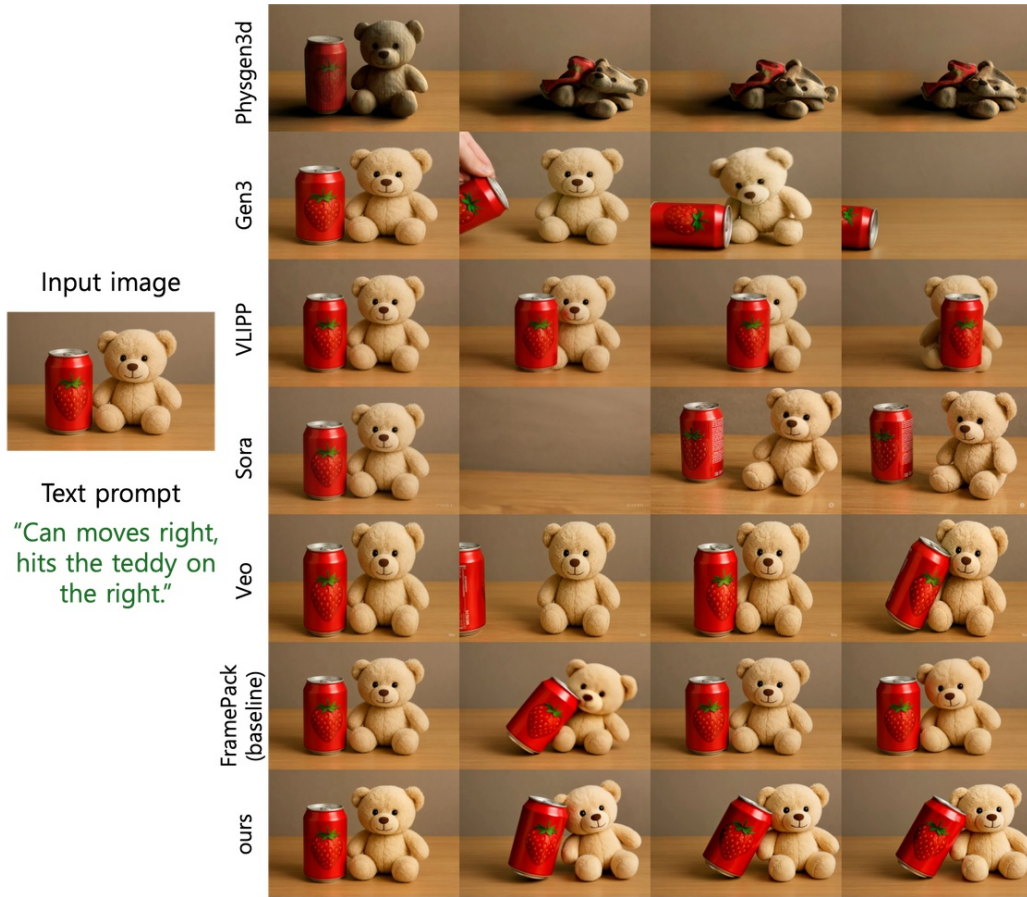 Physgen3d
Gen3
Input image
VLIPP
Sora
Text prompt
“Can moves right,
hits the teddy on
the right.”
Veo
FramePack
(baseline)
ours